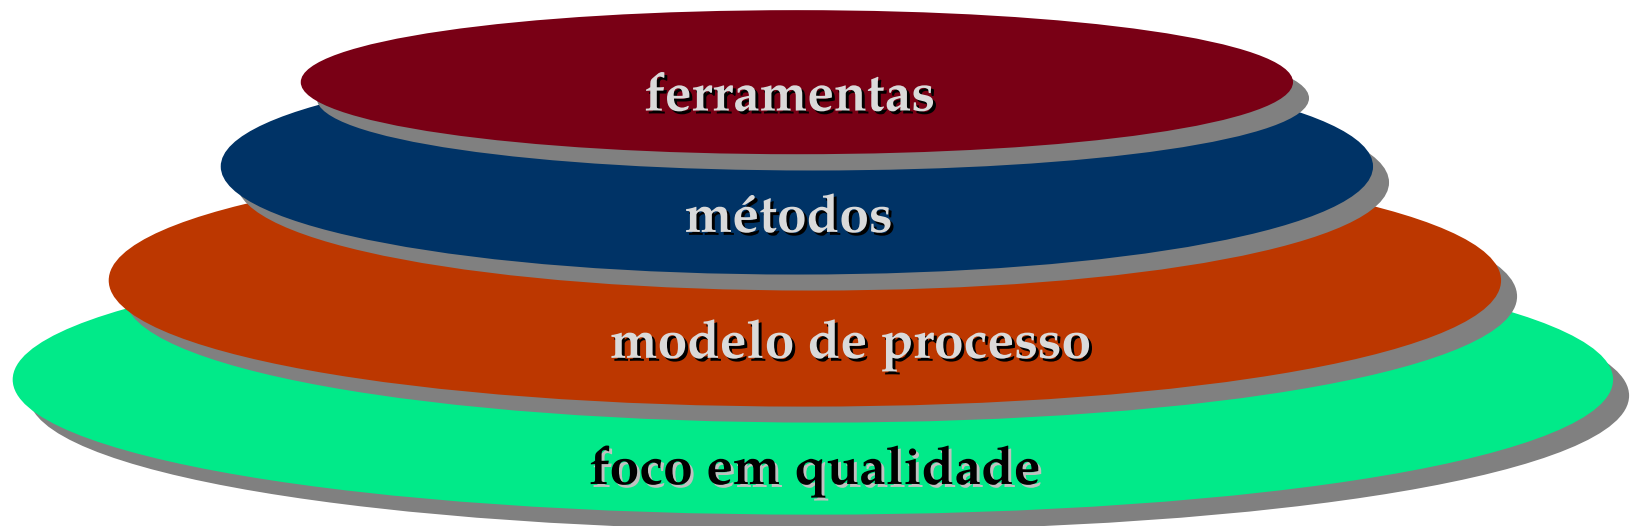 ferramentas
métodos
modelo de processo
foco em qualidade